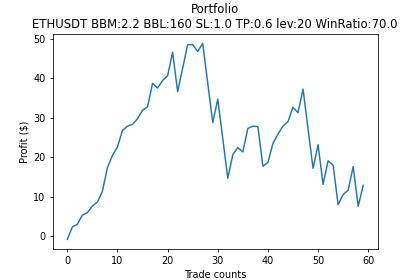 Portfolio
ETHUSDT BBM:2.2 BBL:160 SL:1.0 TP:0.6 lev:20 WinRatio:70.0
50
40
30
20
10
0
Profit ($)
0 10 20 30 40 50 60
Trade counts